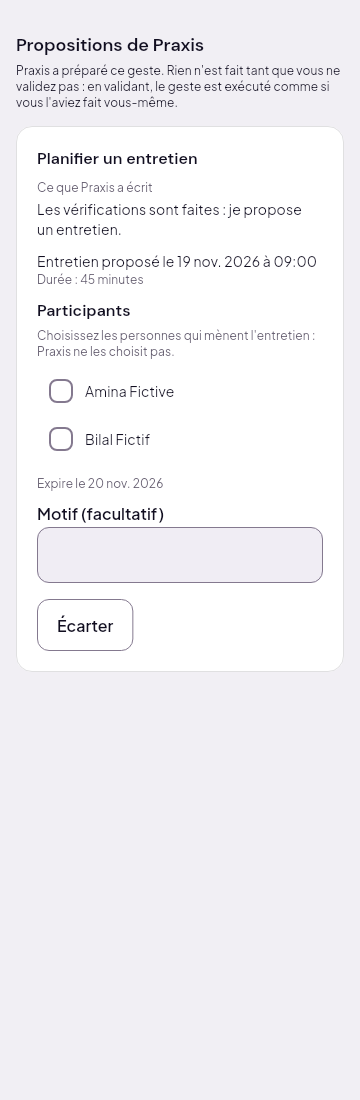 Propositions de Praxis
Praxis a préparé ce geste. Rien n'est fait tant que vous ne
validez pas : en validant, le geste est exécuté comme si
vous l'aviez fait vous-même.
Planifier un entretien
Ce que Praxis a écrit
Les vérifications sont faites : je propose
un entretien.
Entretien proposé le 19 nov. 2026 à 09:00
Durée : 45 minutes
Participants
Choisissez les personnes qui mènent l'entretien :
Praxis ne les choisit pas.
Amina Fictive
Bilal Fictif
Expire le 20 nov. 2026
Motif (facultatif)
Écarter